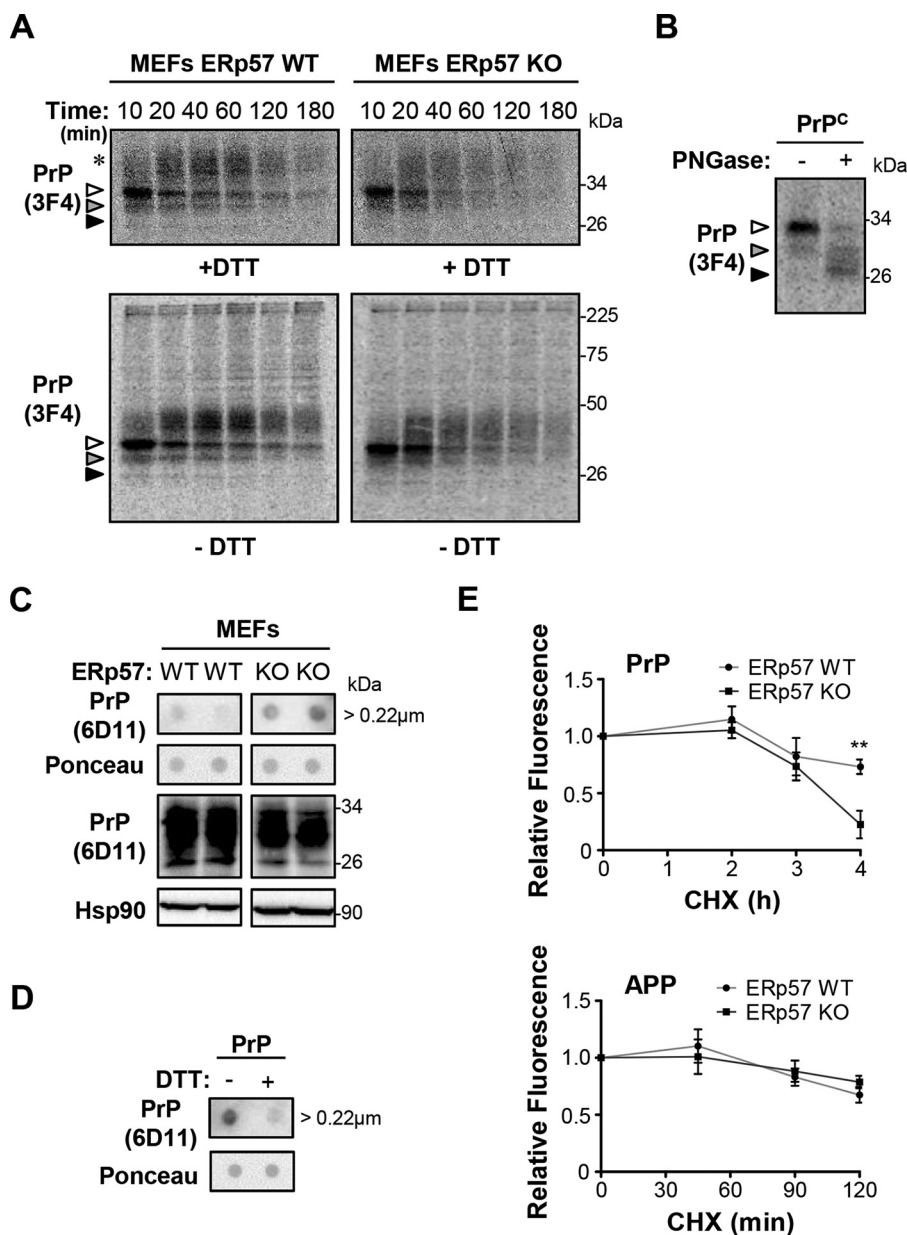 A
MEFs ERp57 WT MEFs ERp57 KO
Time: 10 20 40 60 120 180 10 20 40 60 120 180
(min) kDa
*
PrP
(3F4)
-34
-26
+DTT + DTT
PrP
(3F4)
-225
-75
-50
-26
- DTT - DTT
B
PrPᶜ
PNGase: - + kDa
PrP
(3F4)
-34
-26
C
MEFs
ERp57: WT WT KO KO
kDa
PrP
(6D11)
> 0.22µm
Ponceau
PrP
(6D11)
-34
-26
Hsp90
-90
D
PrP
DTT: - +
PrP
(6D11)
> 0.22µm
Ponceau
E
PrP
ERp57 WT
ERp57 KO
**
Relative Fluorescence
1.5
1.0
0.5
0
0 1 2 3 4
CHX (h)
APP
ERp57 WT
ERp57 KO
Relative Fluorescence
1.5
1.0
0.5
0
0 30 60 90 120
CHX (min)